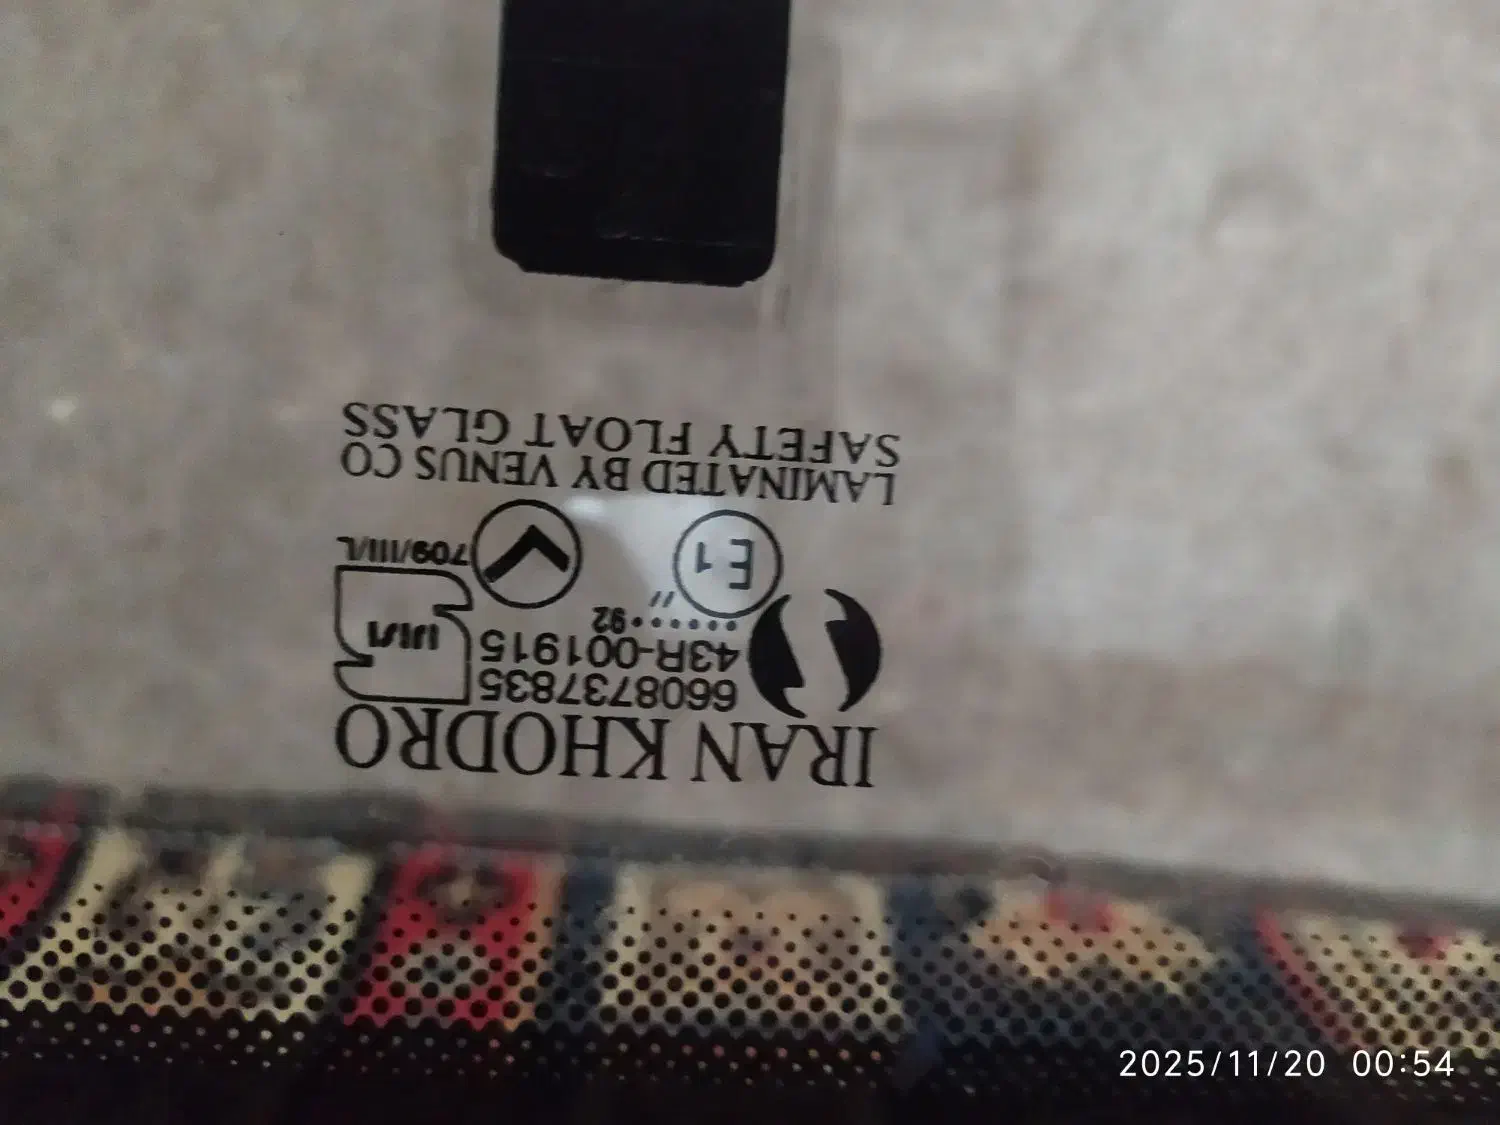 IRAN KHODRO
6608737835
43R-001915
••••••92
//
E1
709/III/L
LAMINATED BY VENUS CO
SAFETY FLOAT GLASS
2025/11/20 00:54